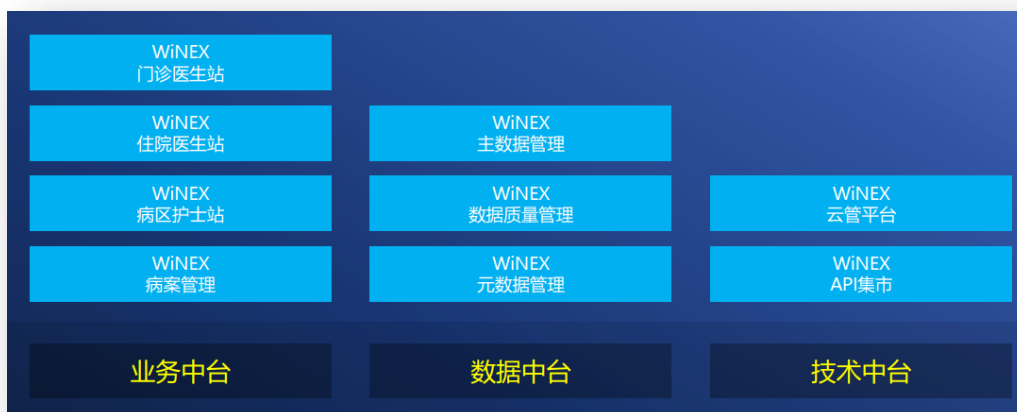 WiNEX
门诊医生站
WiNEX
住院医生站
WiNEX
主数据管理
WiNEX
病区护士站
WiNEX
数据质量管理
WiNEX
云管平台
WiNEX
病案管理
WiNEX
元数据管理
WiNEX
API集市
业务中台
数据中台
技术中台